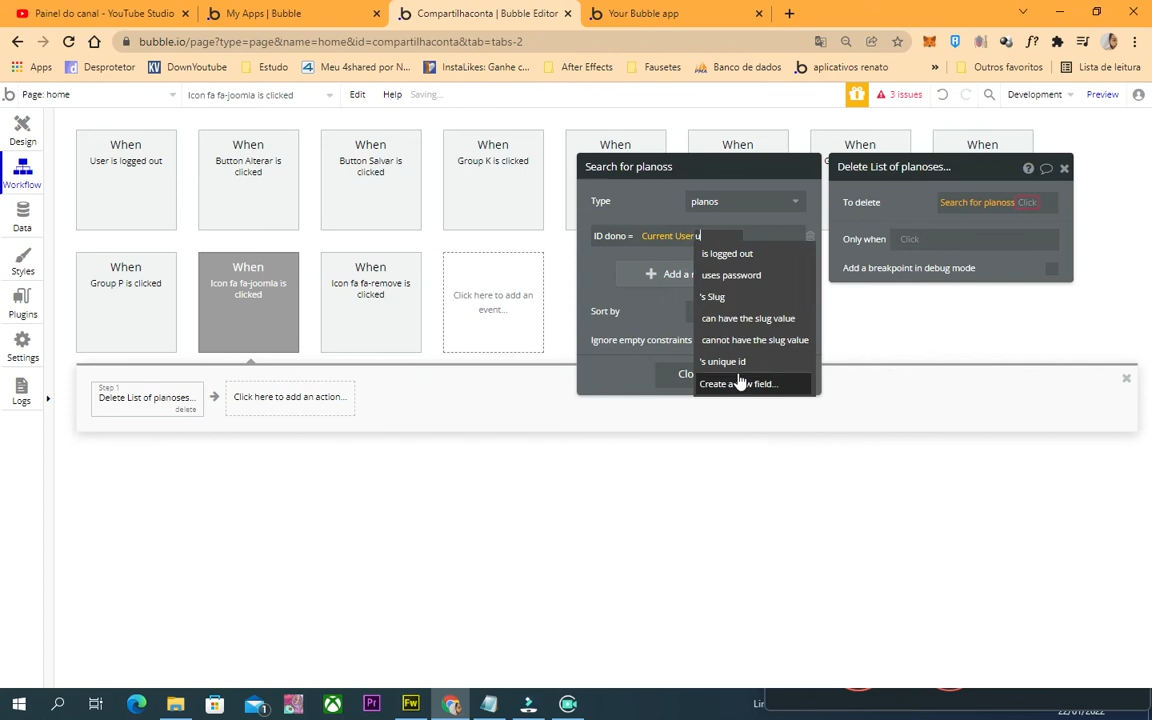 Painel do canal - YouTube Studio
My Apps | Bubble
Compartilhaconta | Bubble Editor
Your Bubble app
bubble.io/page?type=page&name=home&id=compartilhaconta&tab=tabs-2
Apps
Desprotetor
DownYoutube
Estudo
Meu 4shared por N...
InstaLikes: Ganhe c...
After Effects
Fausetes
Banco de dados
aplicativos renato
»
Outros favoritos
Lista de leitura
Page: home
Icon fa fa-joomla is clicked
Edit
Help
Saving...
3 issues
Development
Preview
Design
Workflow
Data
Styles
Plugins
Settings
Logs
When
User is logged out
When
Button Alterar is
clicked
When
Button Salvar is
clicked
When
Group K is clicked
When
When
When
When
When
Group P is clicked
When
Icon fa fa-joomla is
clicked
When
Icon fa fa-remove is
clicked
Click here to add an
event...
Search for planoss
Type
planos
ID dono =
Current User u
is logged out
uses password
's Slug
can have the slug value
cannot have the slug value
's unique id
Sort by
Ignore empty constraints
Delete List of planoses...
To delete
Search for planoss Click
Only when
Click
Add a breakpoint in debug mode
Step 1
Delete List of planoses...
delete
Click here to add an action...
22/01/2022